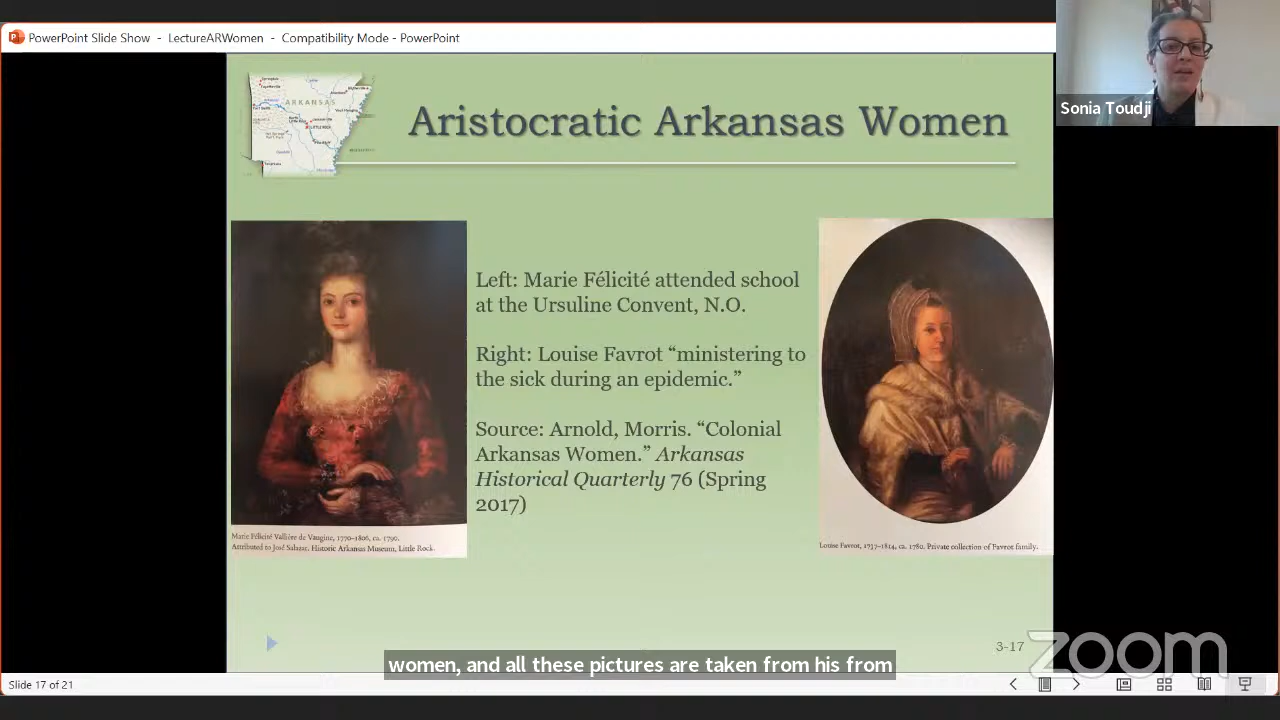 PowerPoint Slide Show - LectureARWomen - Compatibility Mode - PowerPoint
Sonia Toudji
ARKANSAS
LITTLE ROCK
Aristocratic Arkansas Women
Left: Marie Félicité attended school
at the Ursuline Convent, N.O.
Right: Louise Favrot “ministering to
the sick during an epidemic.”
Source: Arnold, Morris. “Colonial
Arkansas Women.” Arkansas
Historical Quarterly 76 (Spring
2017)
Marie Félicité Vallière de Vaugine, 1770–1806, ca. 1790.
Attributed to José Salazar. Historic Arkansas Museum, Little Rock.
Louise Favrot, 1737–1814, ca. 1780. Private collection of Favrot family.
3-17
zoom
women, and all these pictures are taken from his from
Slide 17 of 21